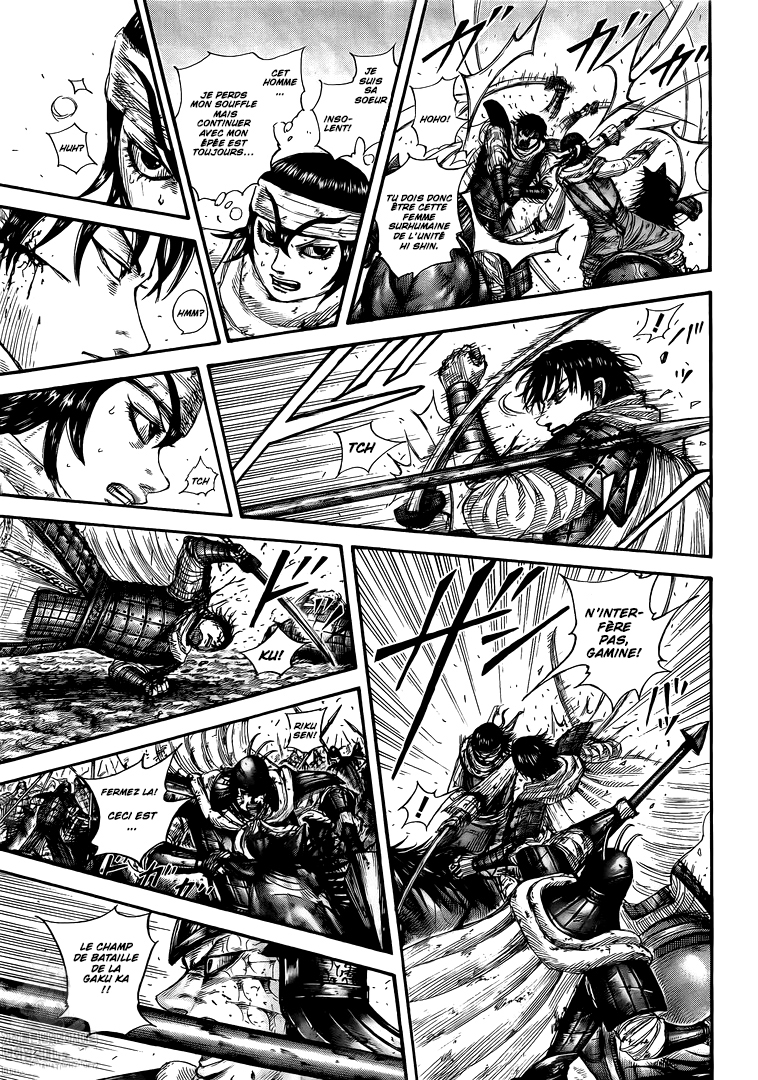 ガガ
HOHO!
TU DOIS DONC
ÊTRE CETTE
FEMME
SURHUMAINE
DE L'UNITÉ
HI SHIN.
JE
SUIS
SA
SOEUR
INSO-
LENT!
CET
HOMME
...
JE PERDS
MON SOUFFLE
MAIS
CONTINUER
AVEC MON
ÉPÉE EST
TOUJOURS...
HUH?
HMM?
!
TCH
TCH
N'INTER-
FÈRE
PAS,
GAMINE!
!
KU!
RIKU
SEN!
FERMEZ LA!
CECI EST
...
LE CHAMP
DE BATAILLE
DE LA
GAKU KA
!!